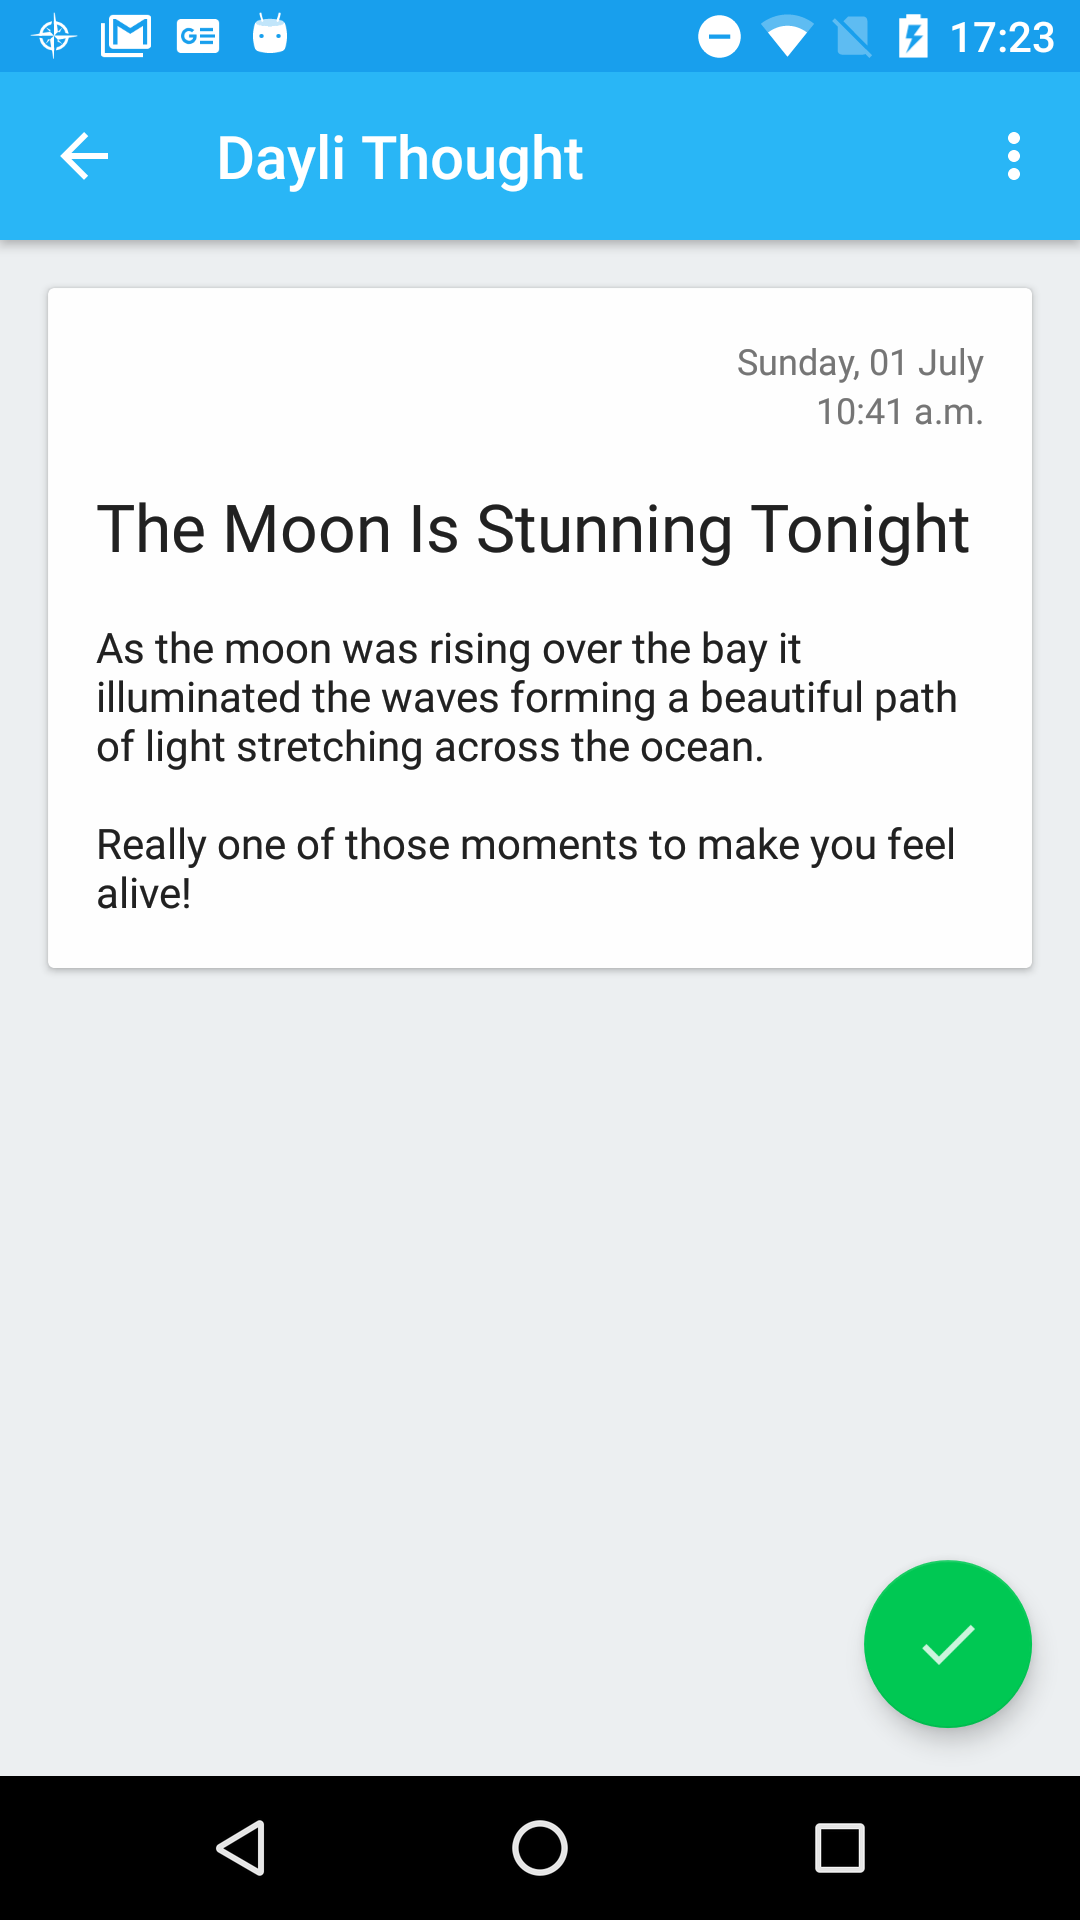 17:23
Dayli Thought
Sunday, 01 July
10:41 a.m.
The Moon Is Stunning Tonight
As the moon was rising over the bay it
illuminated the waves forming a beautiful path
of light stretching across the ocean.
Really one of those moments to make you feel
alive!